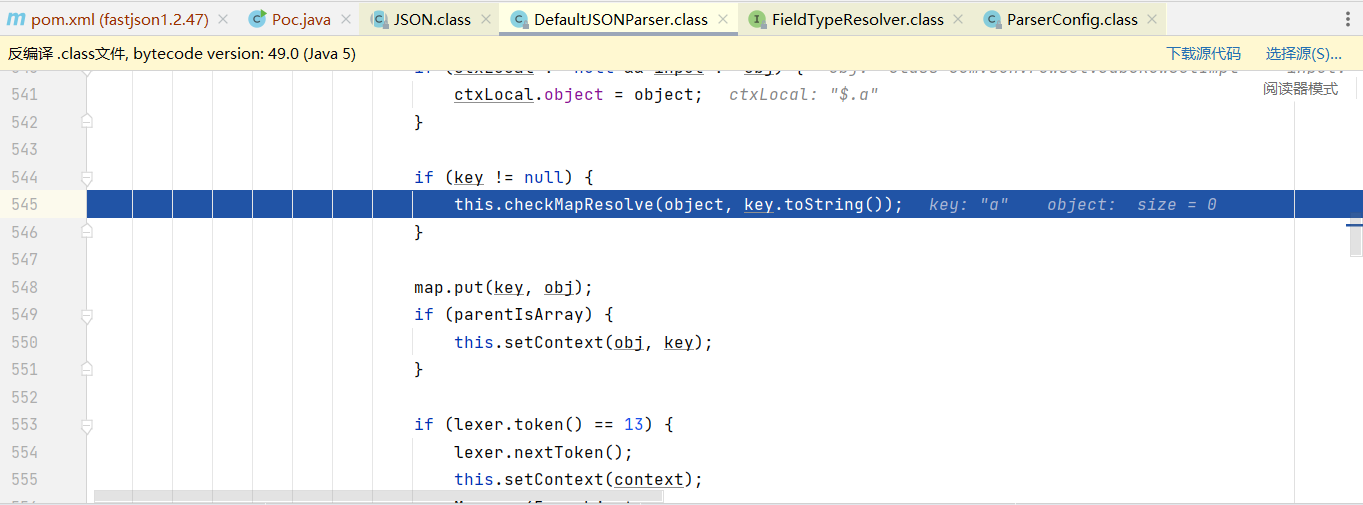 pom.xml (fastjson1.2.47) Poc.java JSON.class DefaultJSONParser.class FieldTypeResolver.class ParserConfig.class
反编译 .class文件, bytecode version: 49.0 (Java 5) 下载源代码 选择源(S)...
阅读器模式
541 ctxLocal.object = object; ctxLocal: "$.a"
542 }
543
544 if (key != null) {
545 this.checkMapResolve(object, key.toString()); key: "a" object: size = 0
546 }
547
548 map.put(key, obj);
549 if (parentIsArray) {
550 this.setContext(obj, key);
551 }
552
553 if (lexer.token() == 13) {
554 lexer.nextToken();
555 this.setContext(context);